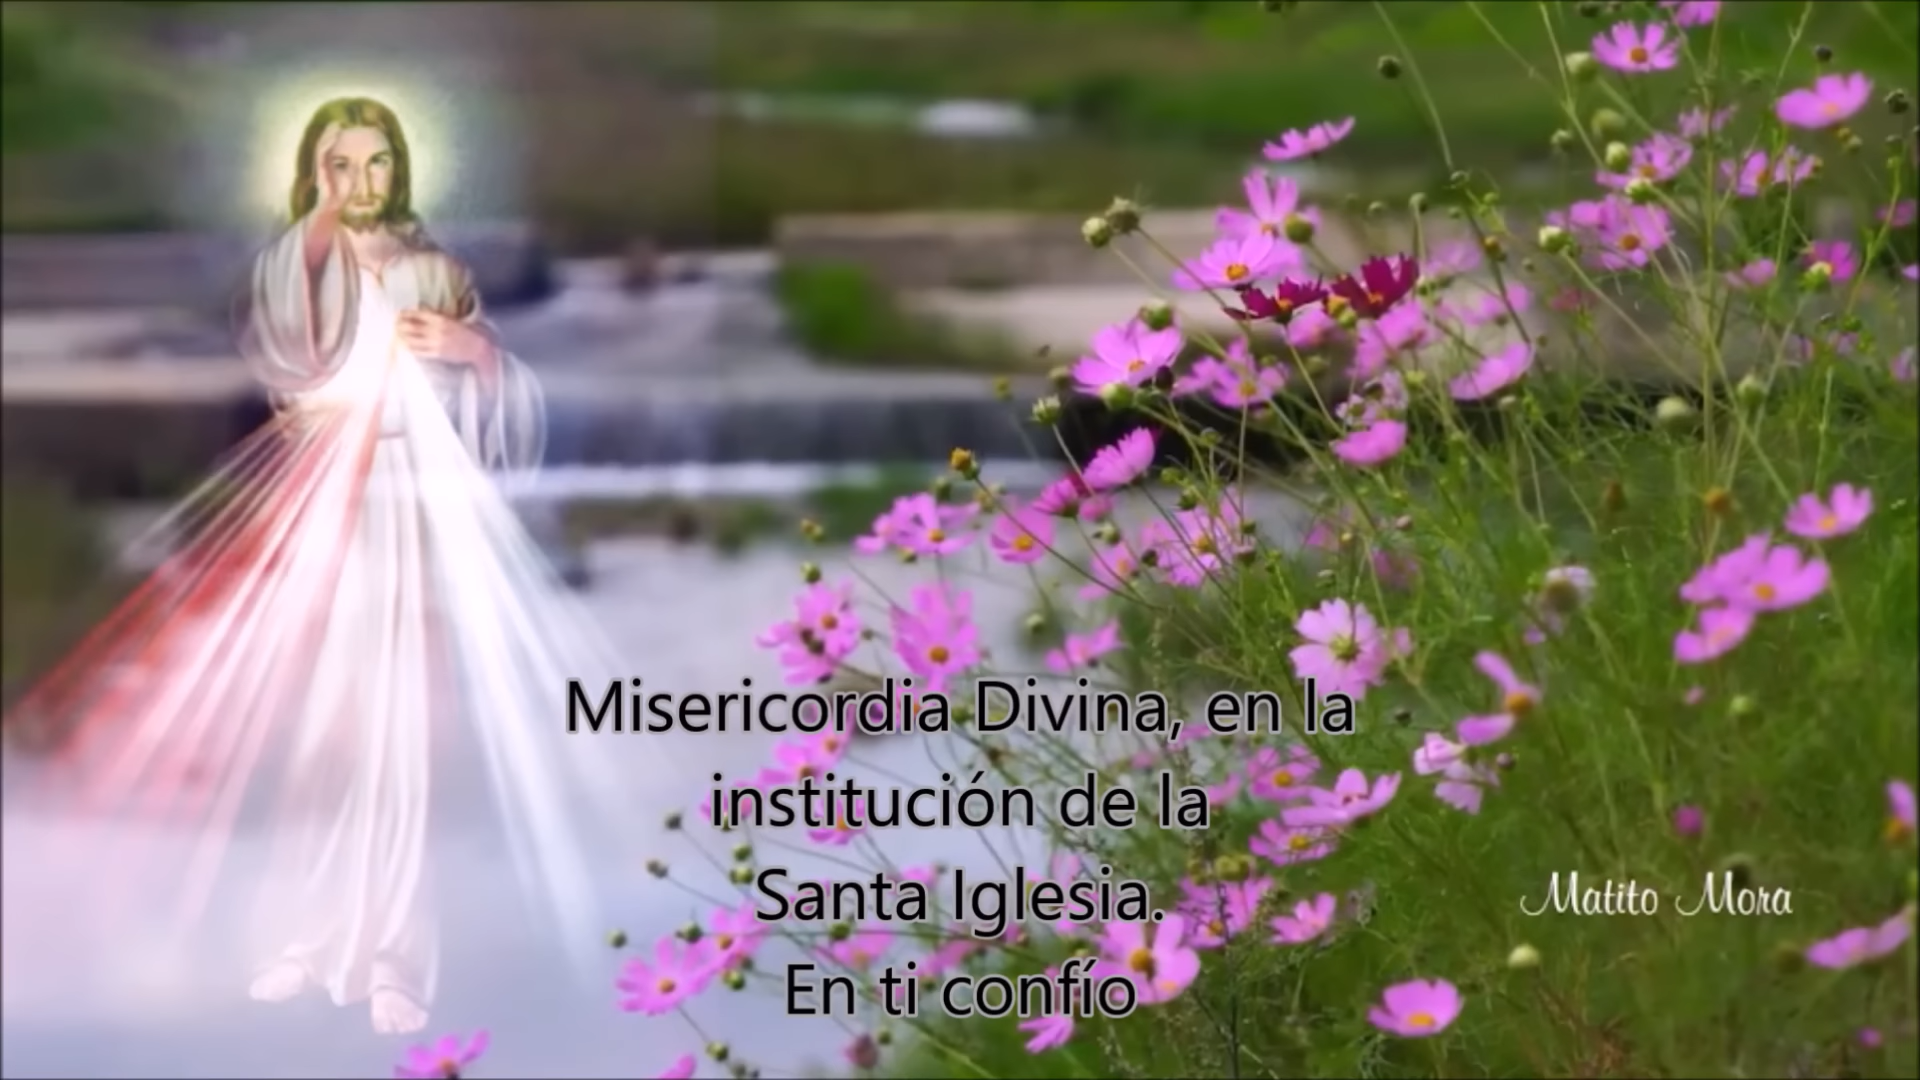 Misericordia Divina, en la
institución de la
Santa Iglesia.
En ti confío
Matito Mora